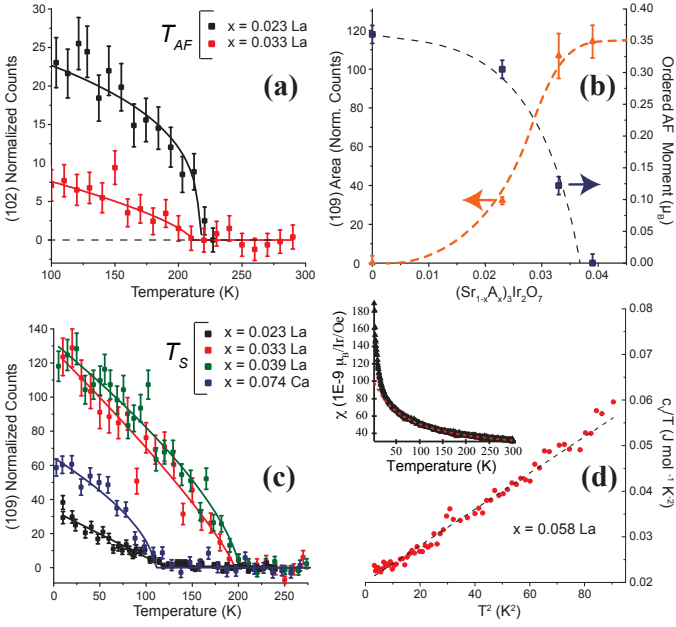 (a)
T_AF
x = 0.023 La
x = 0.033 La
(102) Normalized Counts
30
25
20
15
10
5
0
100 150 200 250 300
Temperature (K)
(b)
(109) Area (Norm. Counts)
120
100
80
60
40
20
0
0.00 0.01 0.02 0.03 0.04
(Sr1-xAx)3Ir2O7
0.40
0.35
0.30
0.25
0.20
0.15
0.10
0.05
0.00
Ordered AF
Moment (μB)
(c)
T_S
x = 0.023 La
x = 0.033 La
x = 0.039 La
x = 0.074 Ca
(109) Normalized Counts
140
120
100
80
60
40
20
0
0 50 100 150 200 250
Temperature (K)
(d)
χ (1E-9 μB/Ir/Oe)
180
160
140
120
100
80
60
40
50 100 150 200 250 300
Temperature (K)
x = 0.058 La
0 20 40 60 80
T² (K²)
0.08
0.07
0.06
0.05
0.04
0.03
0.02
cᵥ/T (J mol⁻¹ K⁻²)